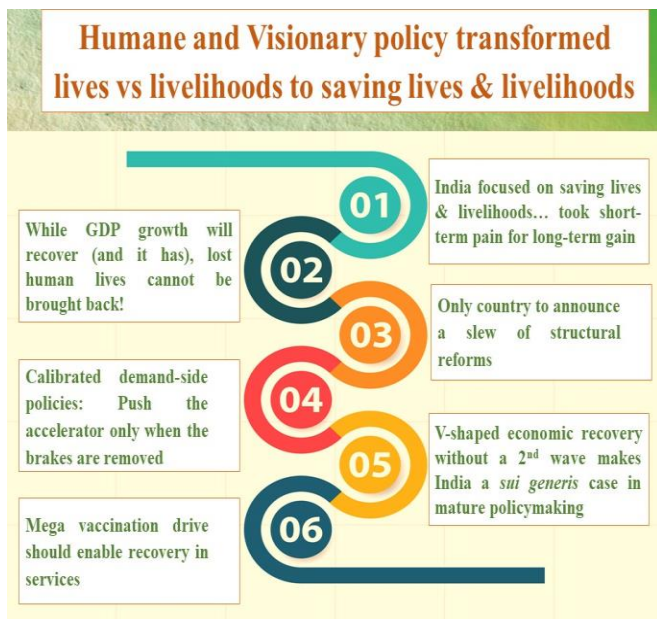 Humane and Visionary policy transformed
lives vs livelihoods to saving lives & livelihoods
01
India focused on saving lives
& livelihoods… took short-
term pain for long-term gain
02
While GDP growth will
recover (and it has), lost
human lives cannot be
brought back!
03
Only country to announce
a slew of structural
reforms
04
Calibrated demand-side
policies: Push the
accelerator only when the
brakes are removed
05
V-shaped economic recovery
without a 2nd wave makes
India a sui generis case in
mature policymaking
06
Mega vaccination drive
should enable recovery in
services